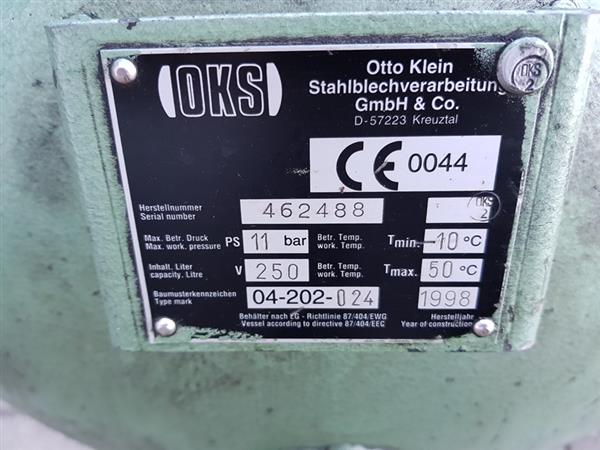 OKS
Otto Klein
Stahlblechverarbeitung
GmbH & Co.
D-57223 Kreuztal
OKS
2
CE 0044
Herstellnummer
Serial number
462488
OKS
2
Max. Betr. Druck
Max. work. pressure
PS 11 bar
Betr. Temp.
work. Temp.
Tmin. -10 °C
Inhalt. Liter
capacity. Litre
V 250
Betr. Temp.
work. Temp.
Tmax. 50 °C
Baumusterkennzeichen
Type mark
04-202-024
1998
Behälter nach EG - Richtlinie 87/404/EWG
Vessel according to directive 87/404/EEC
Herstelljahr
Year of construction